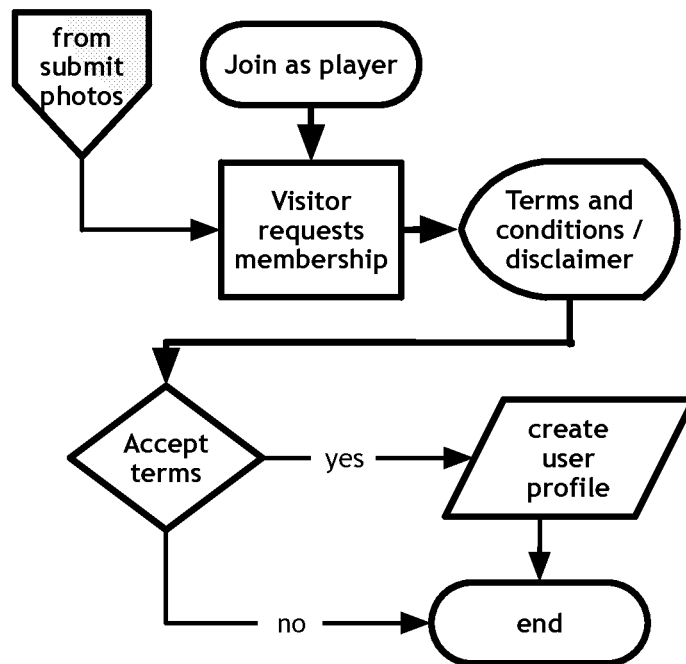 from
submit
photos
Join as player
Visitor
requests
membership
Terms and
conditions /
disclaimer
Accept
terms
yes
create
user
profile
no
end